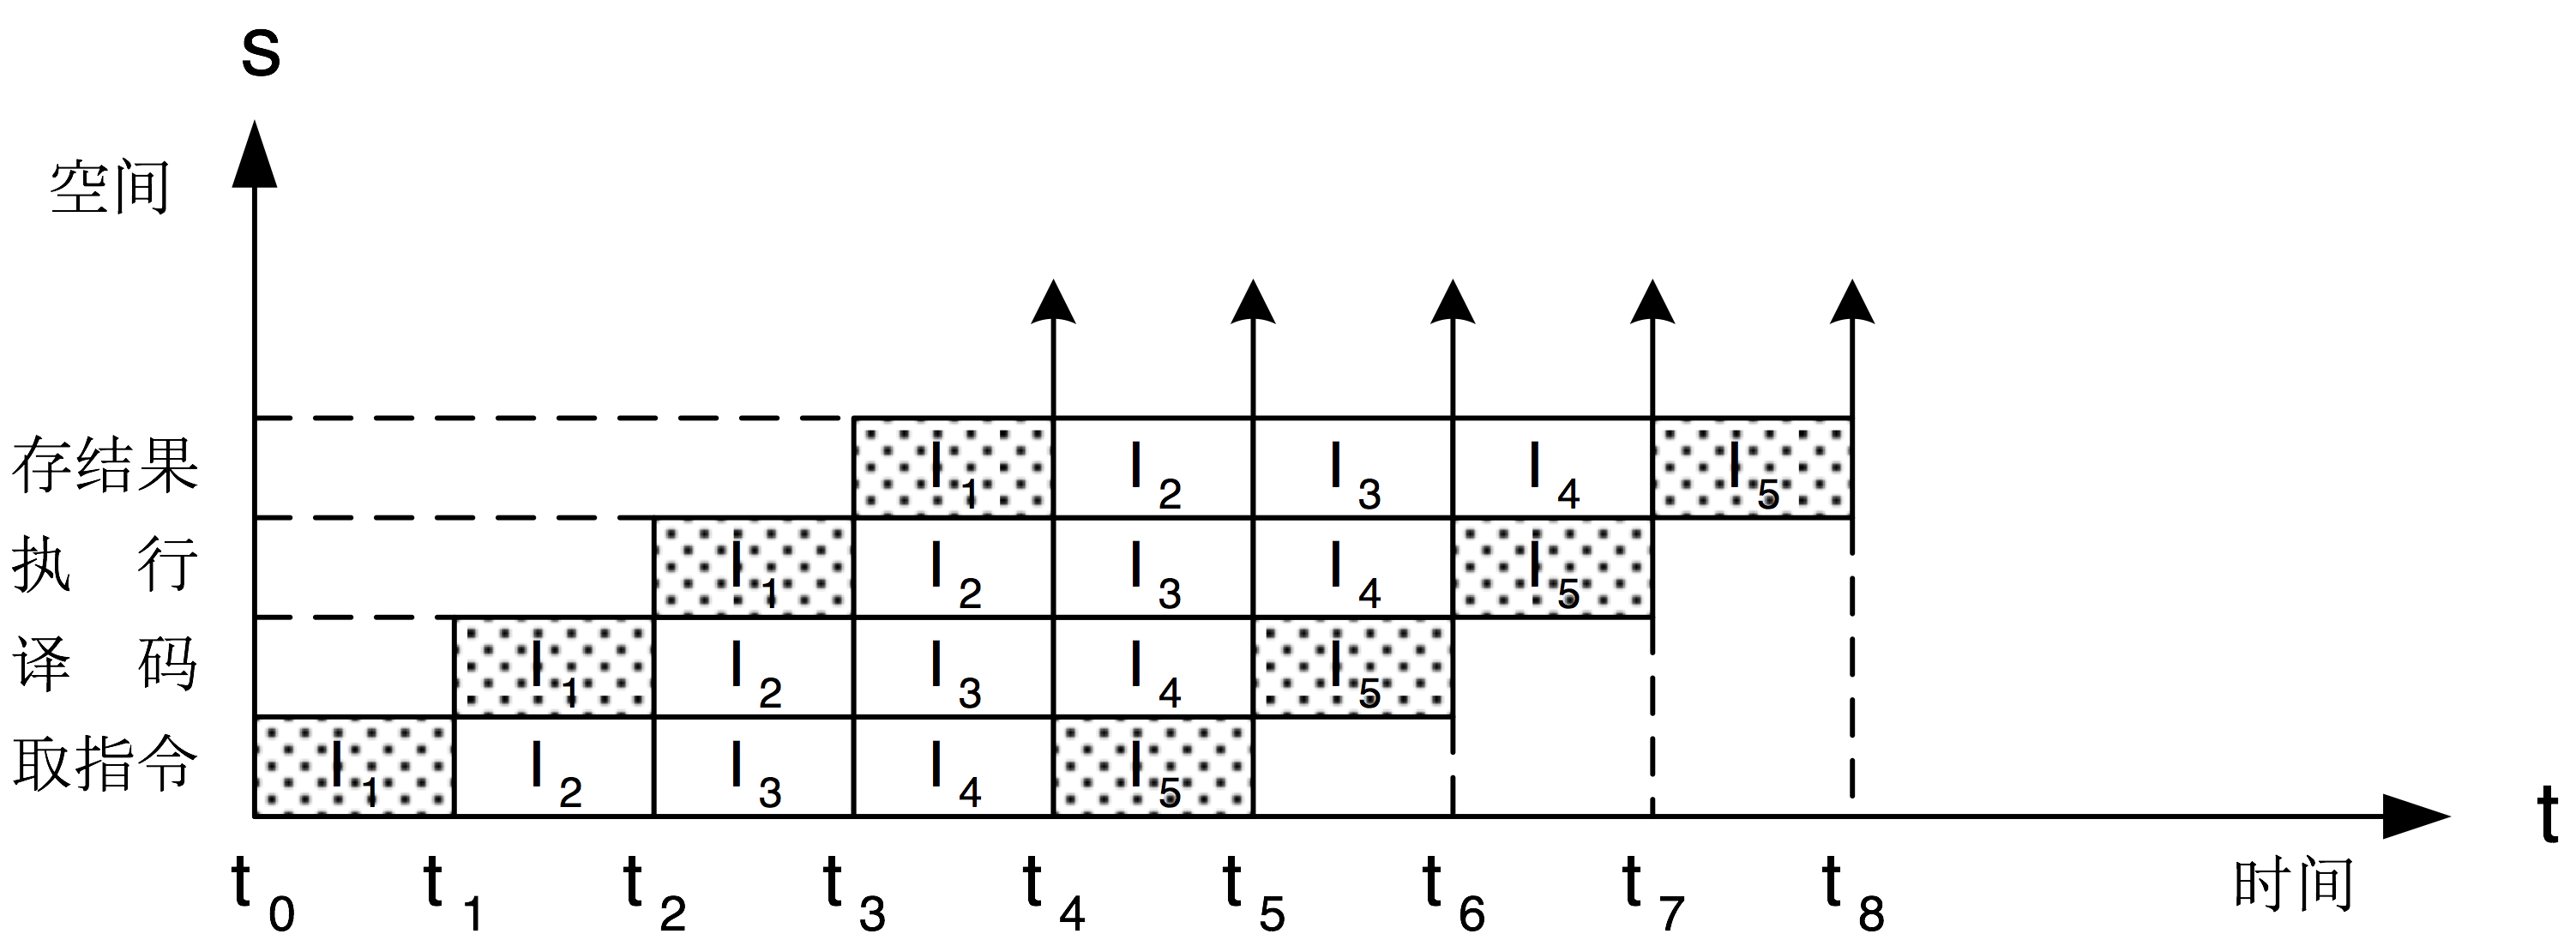 S
空间
存结果 I1 I2 I3 I4 I5
执 行 I1 I2 I3 I4 I5
译 码 I1 I2 I3 I4 I5
取指令 I1 I2 I3 I4 I5
t
t0 t1 t2 t3 t4 t5 t6 t7 t8 时间